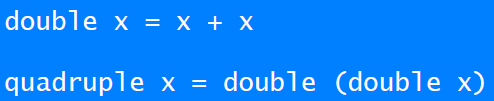 double x = x + x
quadruple x = double (double x)